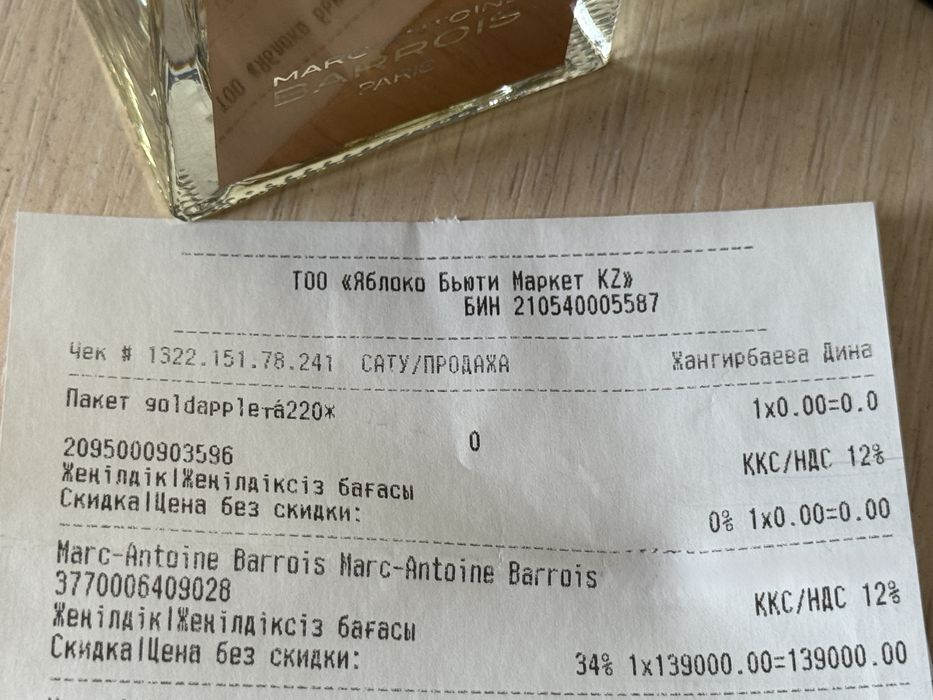 MARC-ANTOINE
BARROIS
PARIS
ТОО «Яблоко Бьюти Маркет KZ»
БИН 210540005587
Чек # 1322.151.78.241 САТУ/ПРОДАЖА Жангирбаева Дина
Пакет goldapple 1x0.00=0.0
0
2095000903596 ККС/НДС 12%
Жеңілдік|Жеңілдіксіз бағасы
Скидка|Цена без скидки: 0% 1x0.00=0.00
Marc-Antoine Barrois Marc-Antoine Barrois
3770006409028 ККС/НДС 12%
Жеңілдік|Жеңілдіксіз бағасы
Скидка|Цена без скидки: 34% 1x139000.00=139000.00